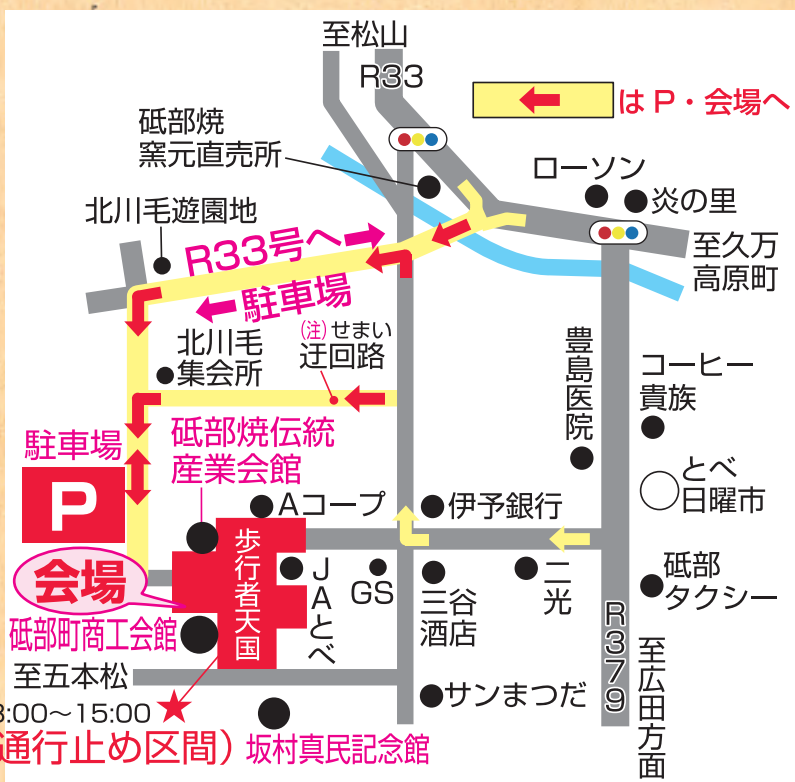 至松山
R33
は P・会場へ
砥部焼
窯元直売所
ローソン
炎の里
至久万
高原町
北川毛遊園地
R33号へ
駐車場
北川毛
集会所
(注)せまい
迂回路
豊島医院
コーヒー
貴族
駐車場
P
砥部焼伝統
産業会館
Aコープ
伊予銀行
とべ
日曜市
歩行者天国
会場
JAとべ
GS
三谷
酒店
二光
砥部
タクシー
R379
砥部町商工会館
至五本松
:00～15:00 ★
通行止め区間)
坂村真民記念館
サンまつだ
至広田方面